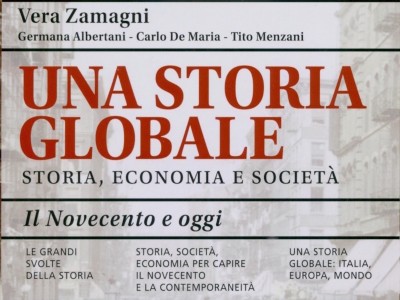 Vera Zamagni
Germana Albertani - Carlo De Maria - Tito Menzani
UNA STORIA
GLOBALE
STORIA, ECONOMIA E SOCIETÀ
Il Novecento e oggi
LE GRANDI
SVOLTE
DELLA STORIA
STORIA, SOCIETÀ,
ECONOMIA PER CAPIRE
IL NOVECENTO
E LA CONTEMPORANEITÀ
UNA STORIA
GLOBALE: ITALIA,
EUROPA, MONDO